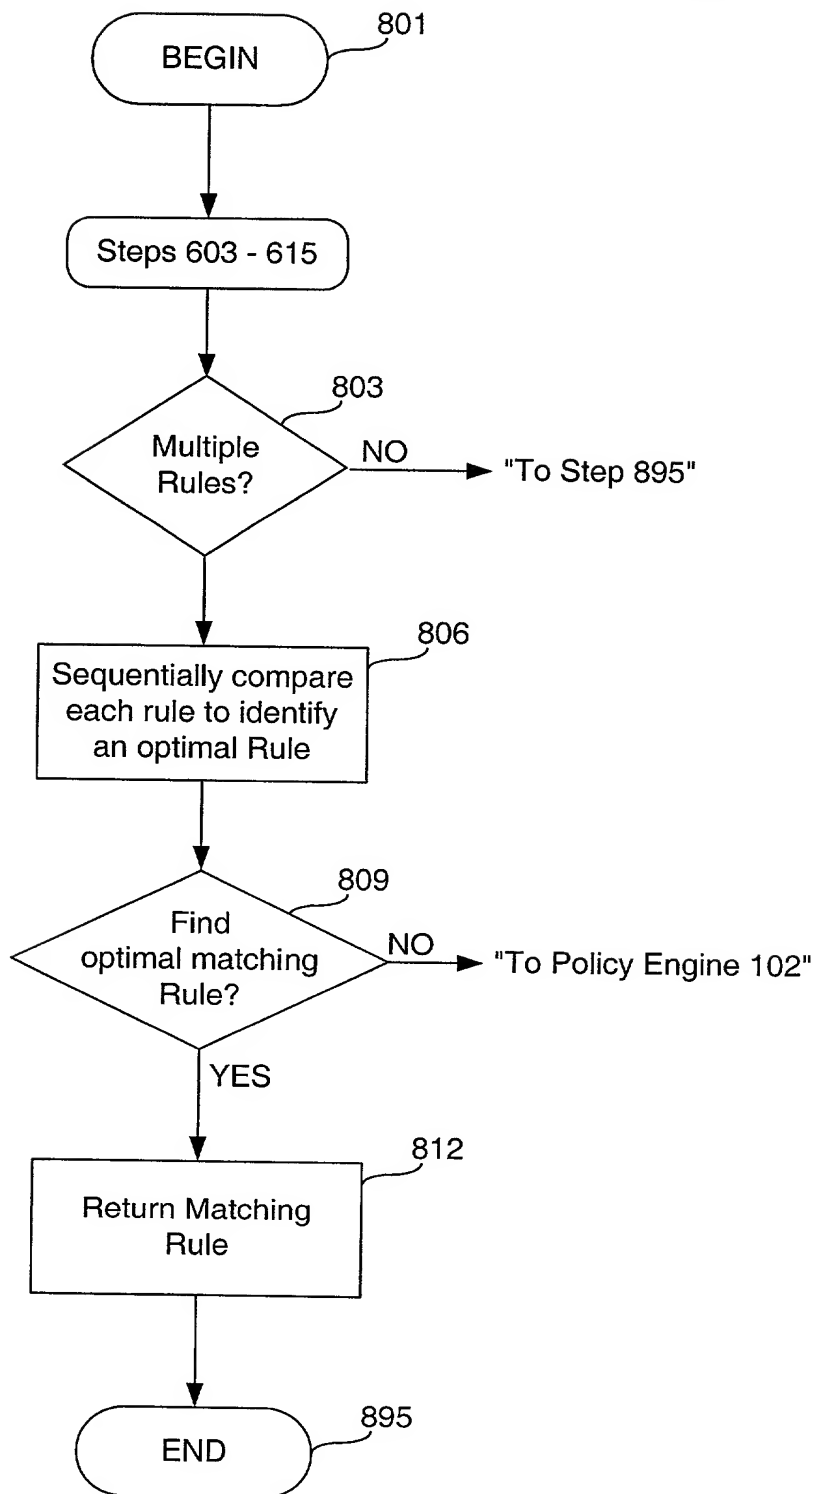 801
BEGIN
Steps 603 - 615
803
Multiple
Rules?
NO
"To Step 895"
806
Sequentially compare
each rule to identify
an optimal Rule
809
Find
optimal matching
Rule?
NO
"To Policy Engine 102"
YES
812
Return Matching
Rule
895
END